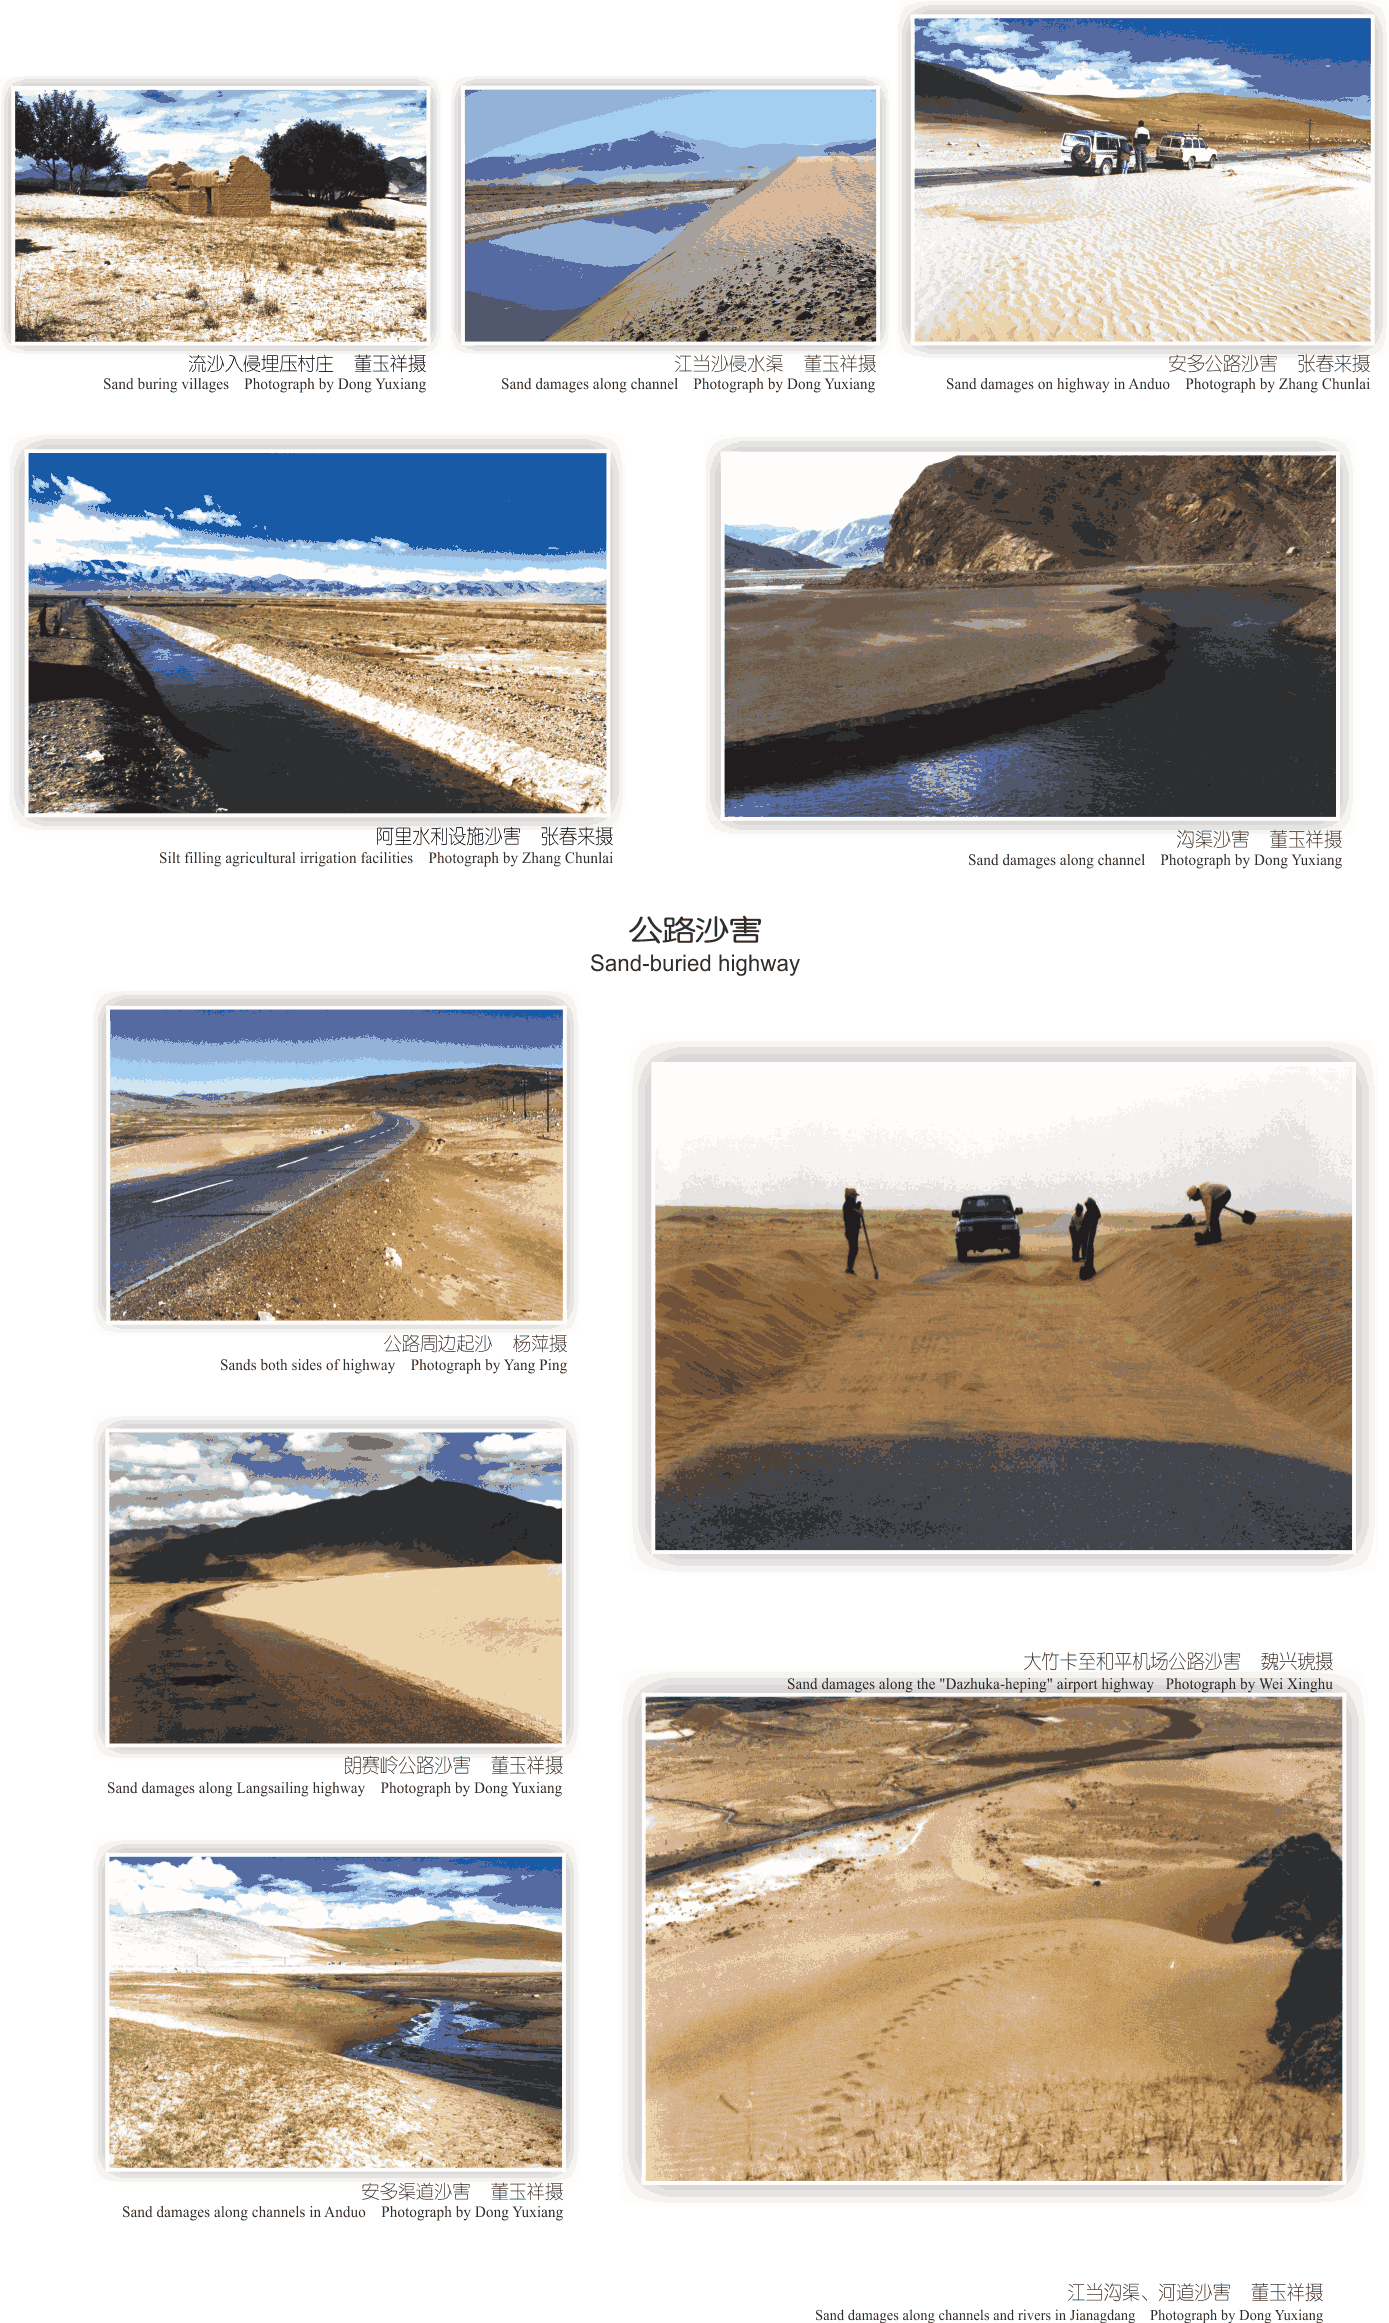 流沙入侵埋压村庄 董玉祥摄
Sand buring villages Photograph by Dong Yuxiang
江当沙侵水渠 董玉祥摄
Sand damages along channel Photograph by Dong Yuxiang
安多公路沙害 张春来摄
Sand damages on highway in Anduo Photograph by Zhang Chunlai
阿里水利设施沙害 张春来摄
Silt filling agricultural irrigation facilities Photograph by Zhang Chunlai
沟渠沙害 董玉祥摄
Sand damages along channel Photograph by Dong Yuxiang
公路沙害
Sand-buried highway
公路周边起沙 杨萍摄
Sands both sides of highway Photograph by Yang Ping
大竹卡至和平机场公路沙害 魏兴琥摄
Sand damages along the "Dazhuka-heping" airport highway Photograph by Wei Xinghu
朗赛岭公路沙害 董玉祥摄
Sand damages along Langsailing highway Photograph by Dong Yuxiang
安多渠道沙害 董玉祥摄
Sand damages along channels in Anduo Photograph by Dong Yuxiang
江当沟渠、河道沙害 董玉祥摄
Sand damages along channels and rivers in Jianagdang Photograph by Dong Yuxiang